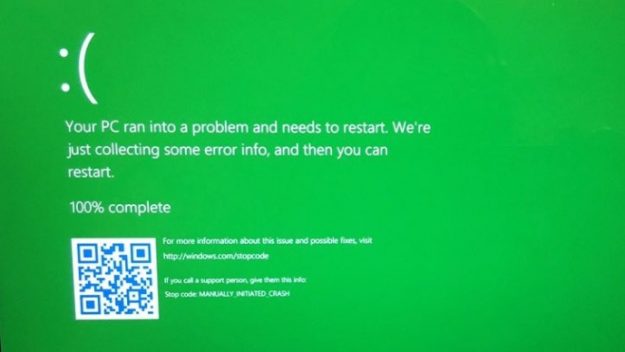 :(
Your PC ran into a problem and needs to restart. We're
just collecting some error info, and then you can
restart.
100% complete
For more information about this issue and possible fixes, visit
http://windows.com/stopcode
If you call a support person, give them this info:
Stop code: MANUALLY_INITIATED_CRASH